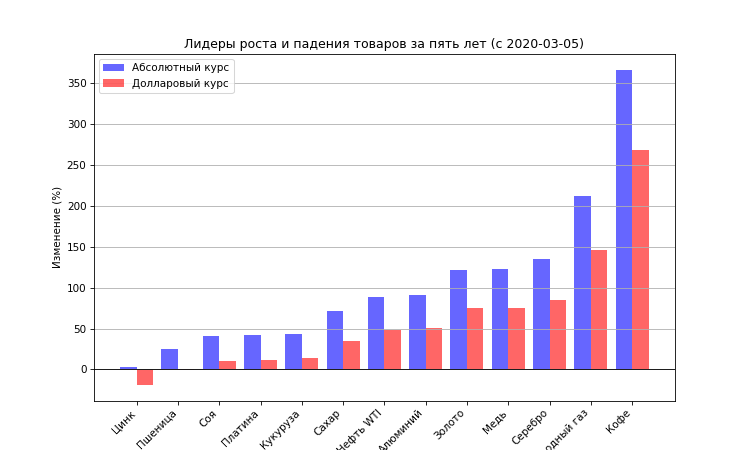 Лидеры роста и падения товаров за пять лет (с 2020-03-05)
Абсолютный курс
Долларовый курс
Изменение (%)
350
300
250
200
150
100
50
0
Цинк
Пшеница
Соя
Платина
Кукуруза
Сахар
Нефть WTI
Алюминий
Золото
Медь
Серебро
газ
Кофе